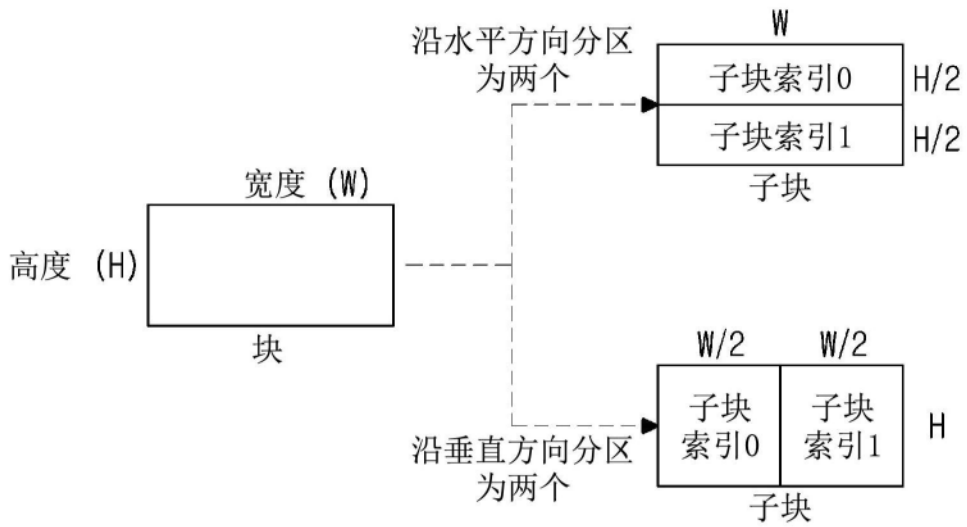 宽度 (W)
高度 (H)
块
沿水平方向分区
为两个
W
子块索引0
H/2
子块索引1
H/2
子块
沿垂直方向分区
为两个
W/2
W/2
子块
索引0
子块
索引1
H
子块